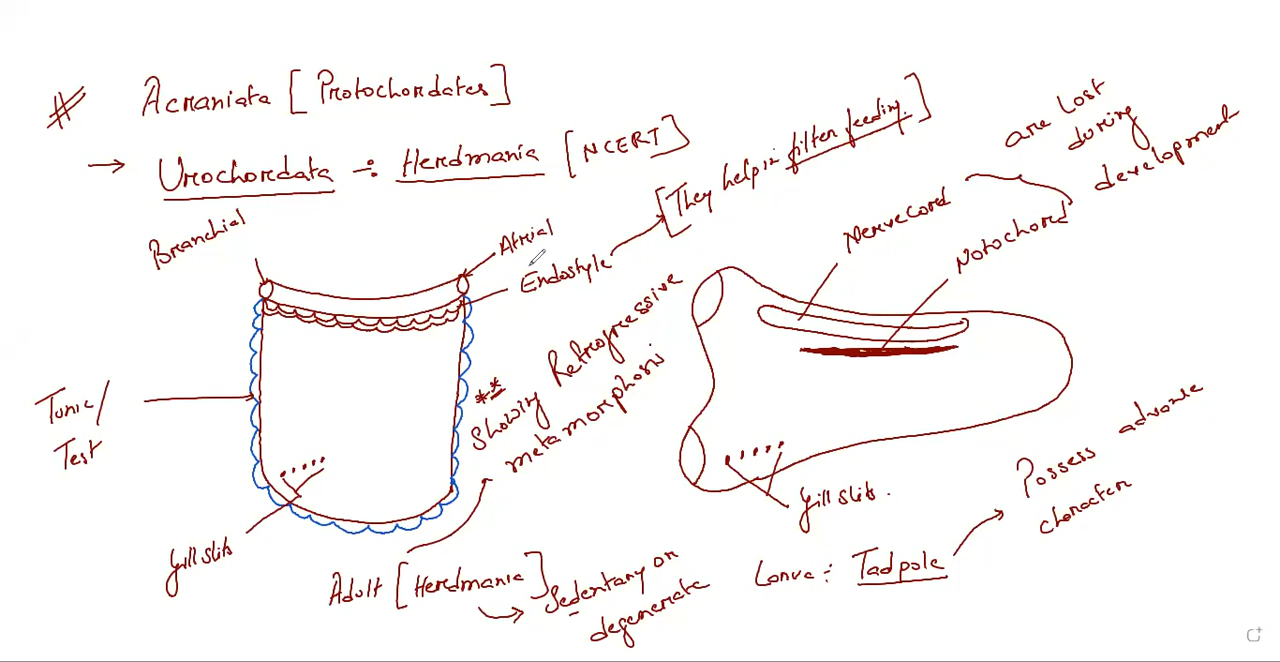 # Acraniata [Protochordates]
→ Urochordata ÷ Herdmania [NCERT]
[They help in filter feeding.]
are Lost
during
development
Branchial
Atrial
Endostyle
Nerve cord
Notochord
Tunic/
Test
** Showing Retrogressive
metamorphosis
Gill slits
Gill slits.
Possess advance
character
Adult [Herdmania]
Sedentary or
degenerate
Larva ÷ Tadpole